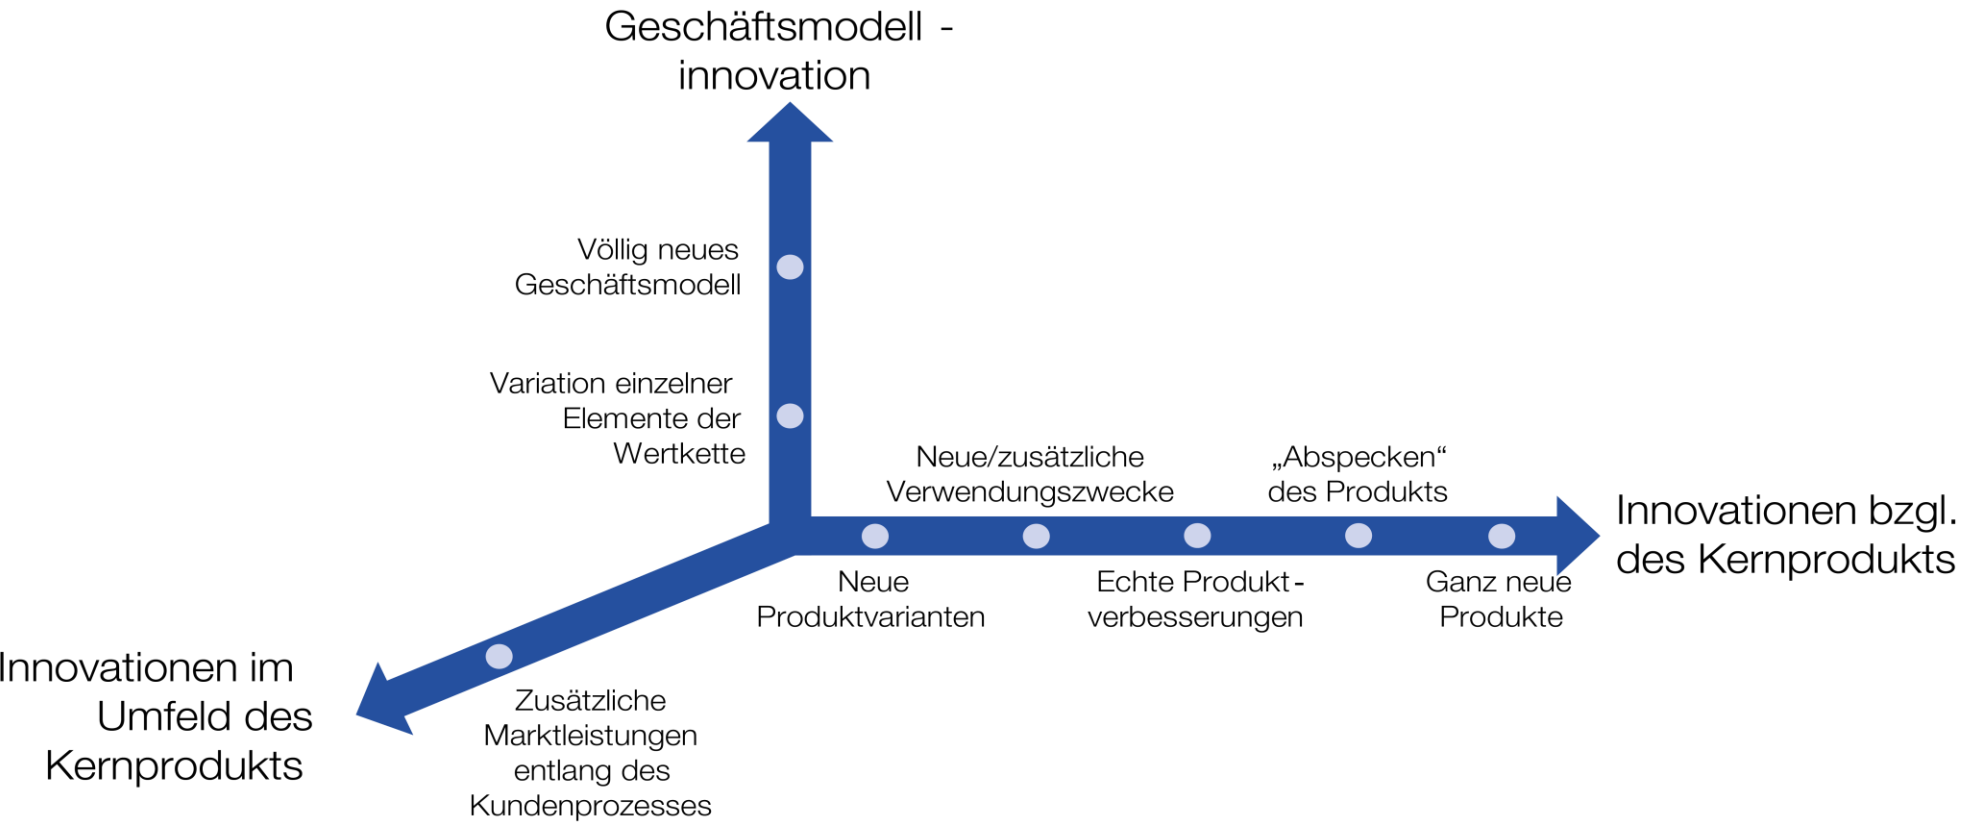 Geschäftsmodell -
innovation
Völlig neues
Geschäftsmodell
Variation einzelner
Elemente der
Wertkette
Neue/zusätzliche
Verwendungszwecke
„Abspecken“
des Produkts
Innovationen bzgl.
des Kernprodukts
Neue
Produktvarianten
Echte Produkt -
verbesserungen
Ganz neue
Produkte
Innovationen im
Umfeld des
Kernprodukts
Zusätzliche
Marktleistungen
entlang des
Kundenprozesses